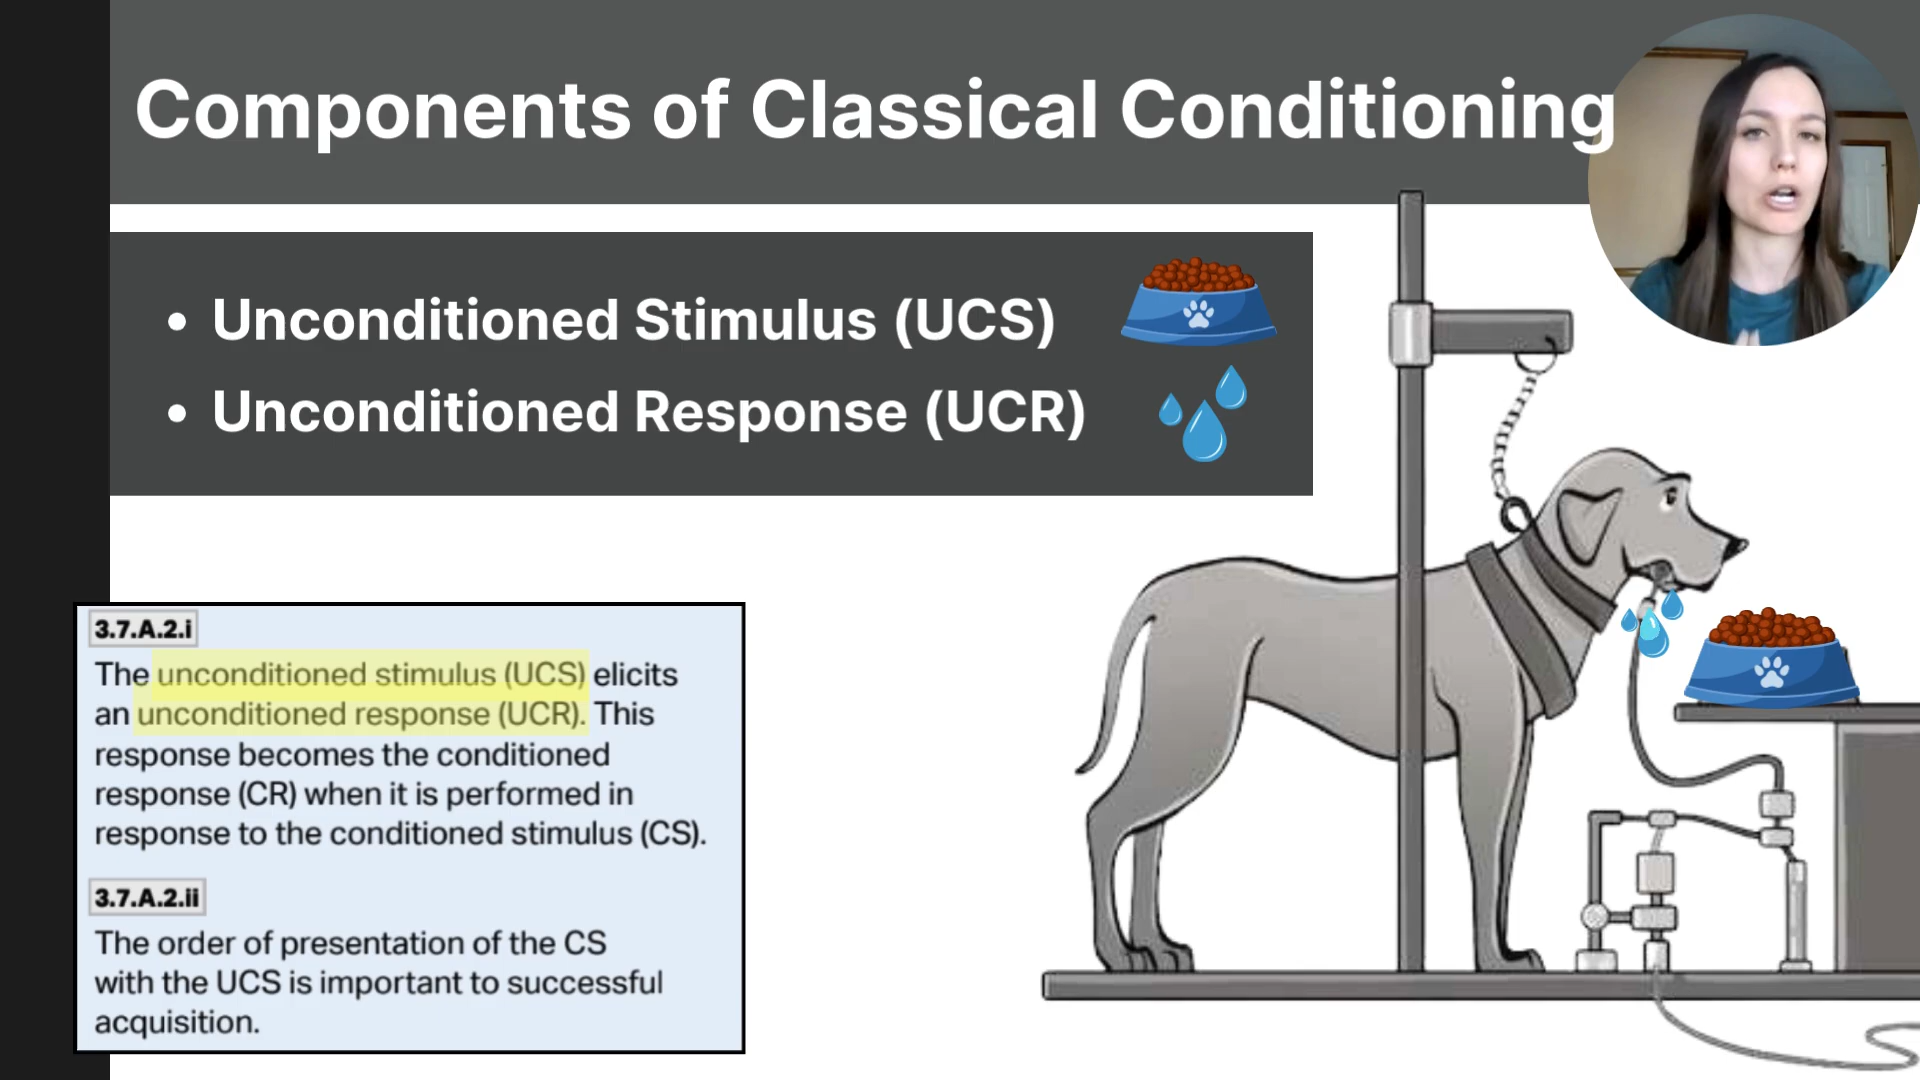 Components of Classical Conditioning
• Unconditioned Stimulus (UCS)
• Unconditioned Response (UCR)
3.7.A.2.i
The unconditioned stimulus (UCS) elicits
an unconditioned response (UCR). This
response becomes the conditioned
response (CR) when it is performed in
response to the conditioned stimulus (CS).
3.7.A.2.ii
The order of presentation of the CS
with the UCS is important to successful
acquisition.